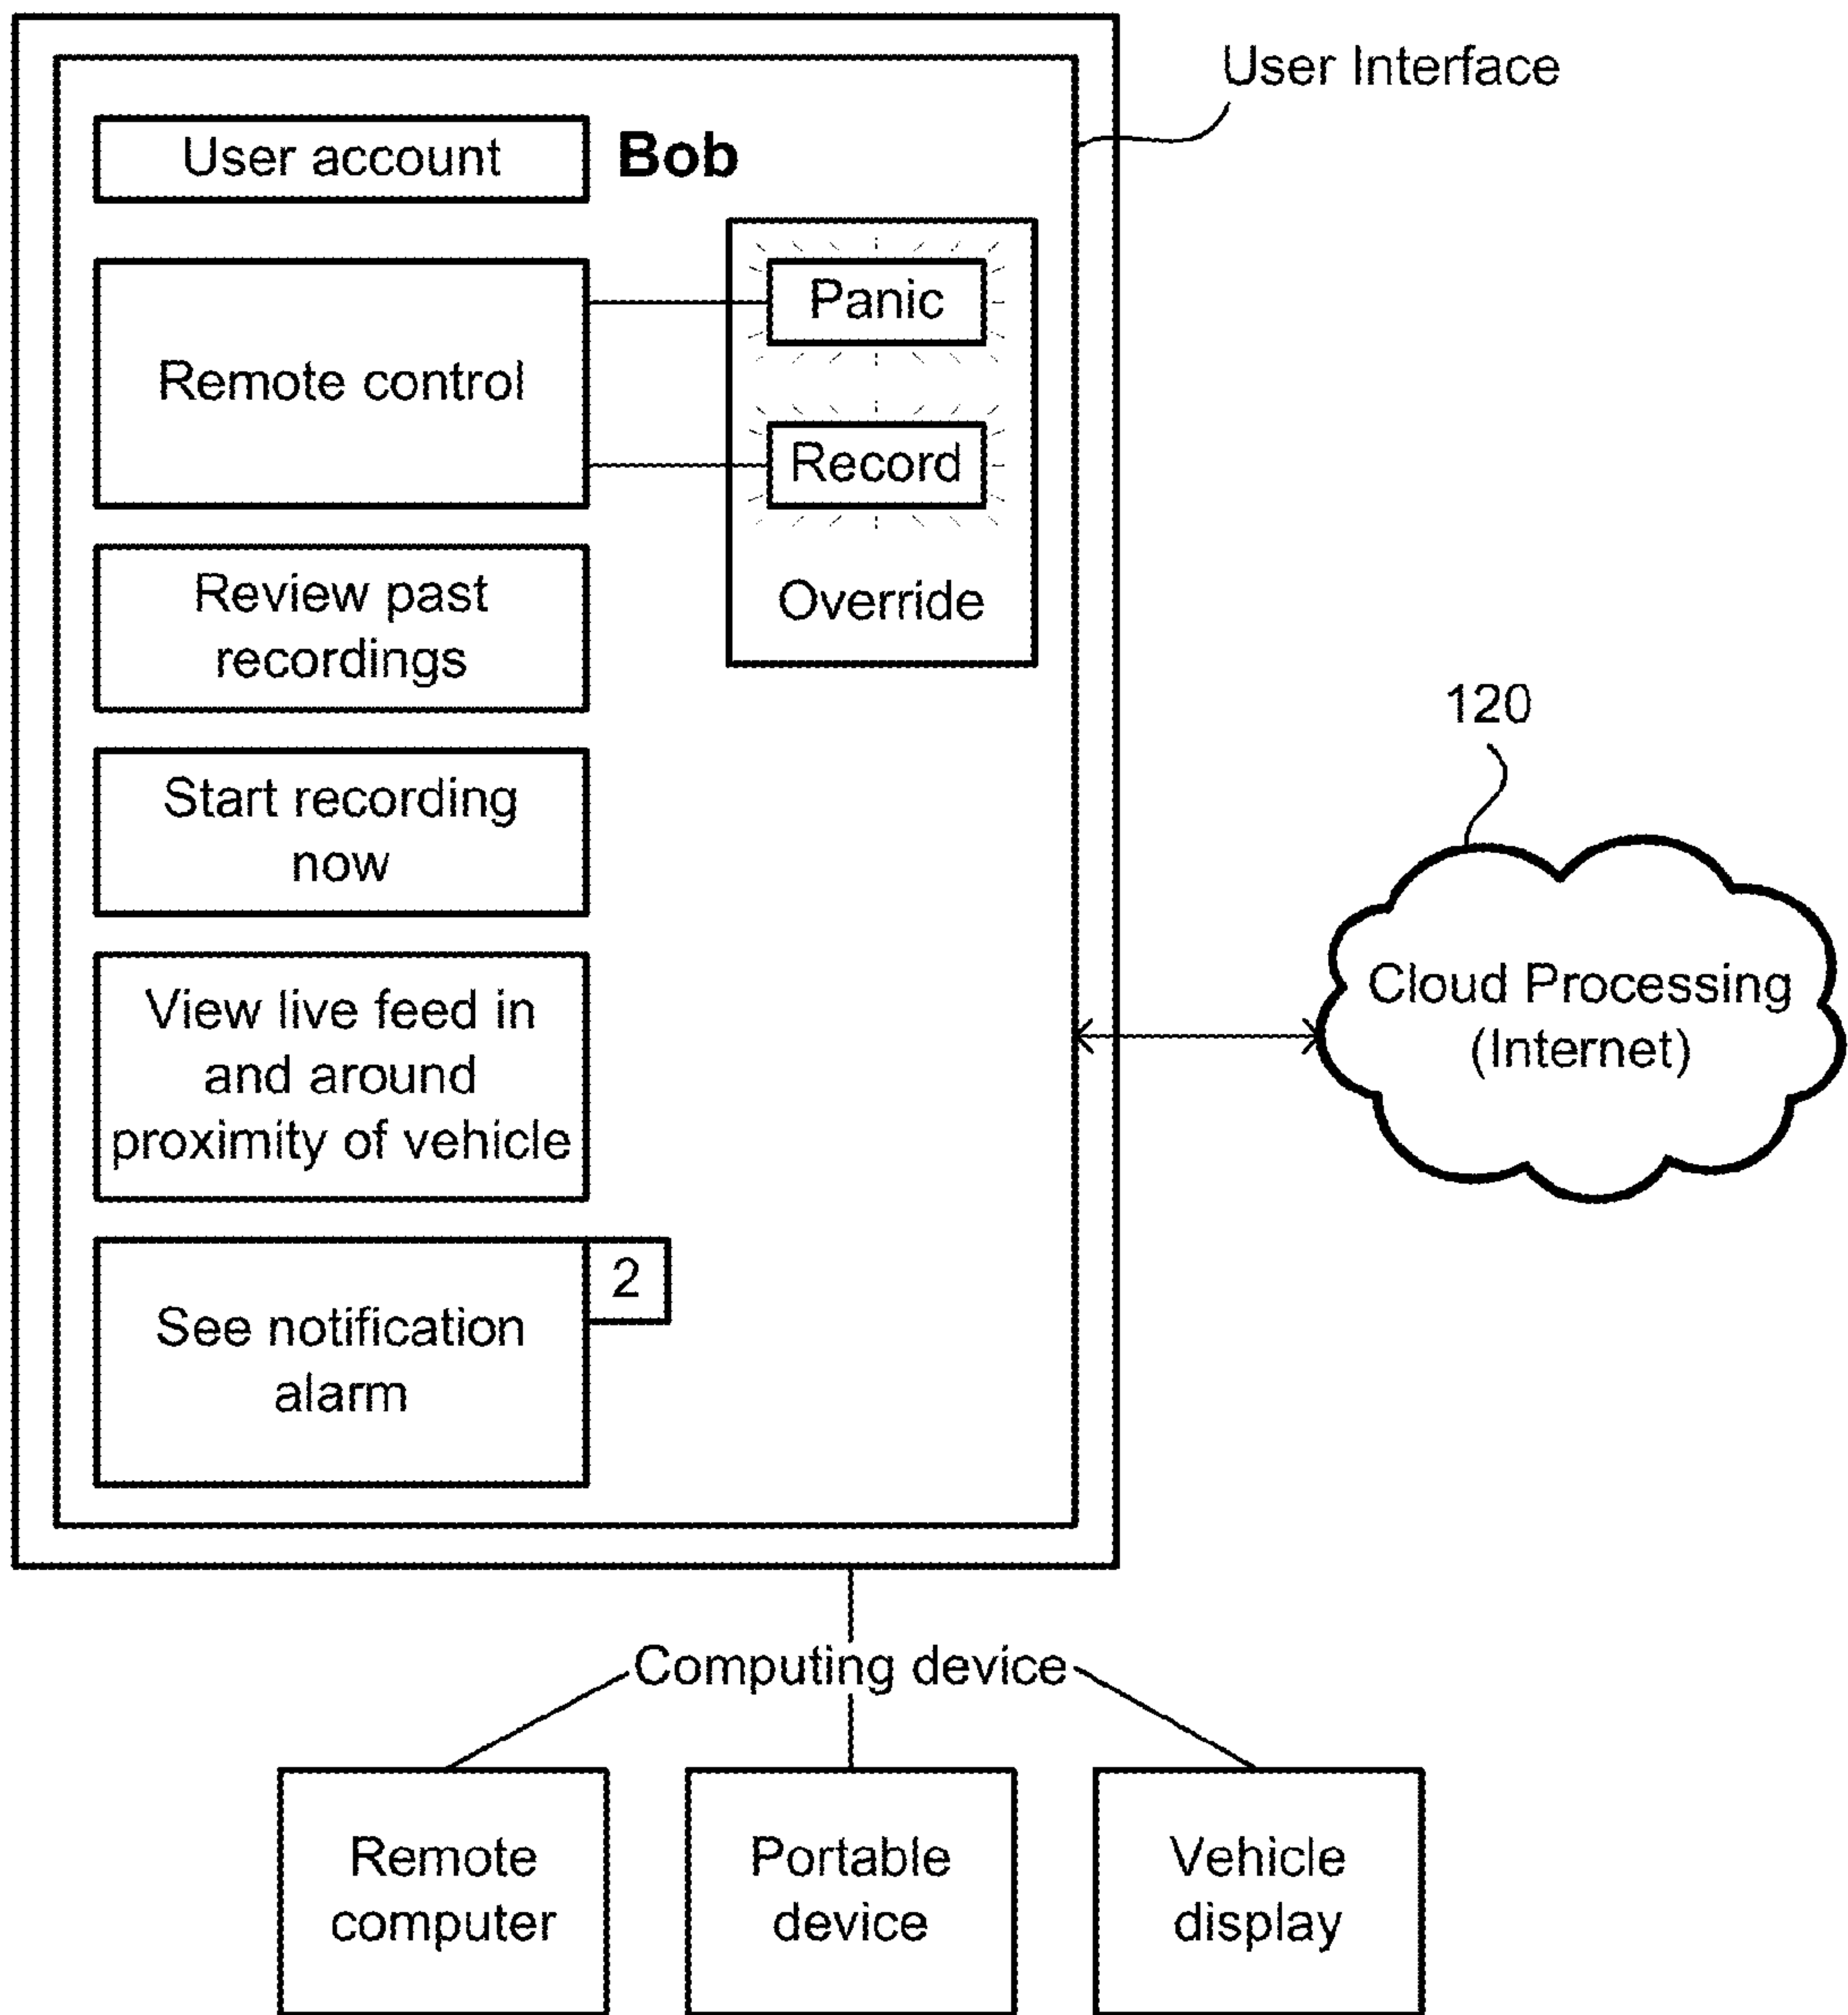 User Interface
User account
Bob
Panic
Remote control
Record
Override
Review past
recordings
120
Start recording
now
Cloud Processing
(Internet)
View live feed in
and around
proximity of vehicle
2
See notification
alarm
Computing device
Remote
computer
Portable
device
Vehicle
display